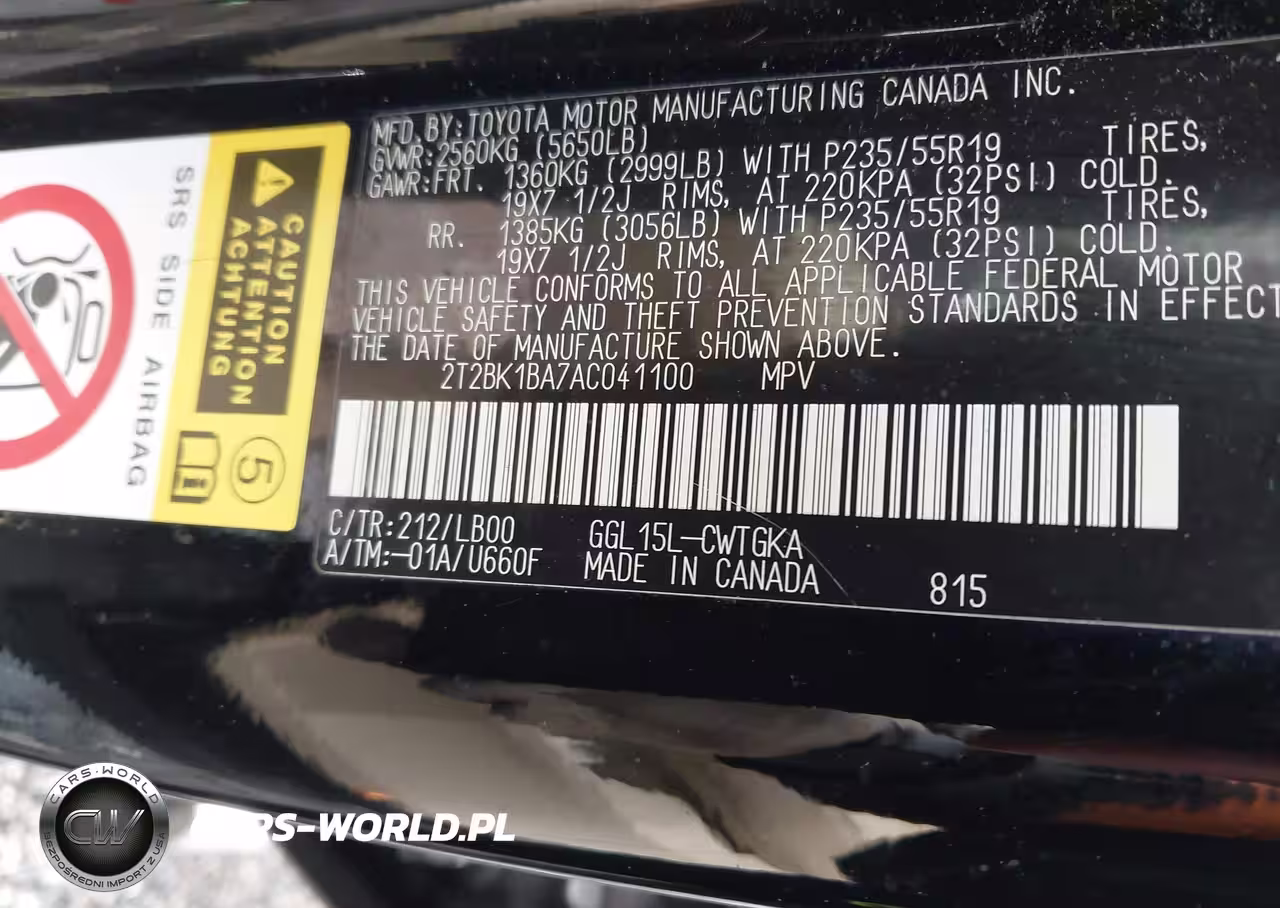 MFD. BY:TOYOTA MOTOR MANUFACTURING CANADA INC.
GVWR:2560KG (5650LB)
GAWR:FRT. 1360KG (2999LB) WITH P235/55R19 TIRES,
19X7 1/2J RIMS, AT 220KPA (32PSI) COLD.
RR. 1385KG (3056LB) WITH P235/55R19 TIRES,
19X7 1/2J RIMS, AT 220KPA (32PSI) COLD.
THIS VEHICLE CONFORMS TO ALL APPLICABLE FEDERAL MOTOR
VEHICLE SAFETY AND THEFT PREVENTION STANDARDS IN EFFECT
THE DATE OF MANUFACTURE SHOWN ABOVE.
2T2BK1BA7AC041100 MPV
C/TR:212/LB00 GGL15L-CWTGKA
A/TM:-01A/U660F MADE IN CANADA 815
CAUTION
ATTENTION
ACHTUNG
5
SRS SIDE AIRBAG
CARS-WORLD
CW
BEZPOŚREDNI IMPORT Z USA
CARS-WORLD.PL